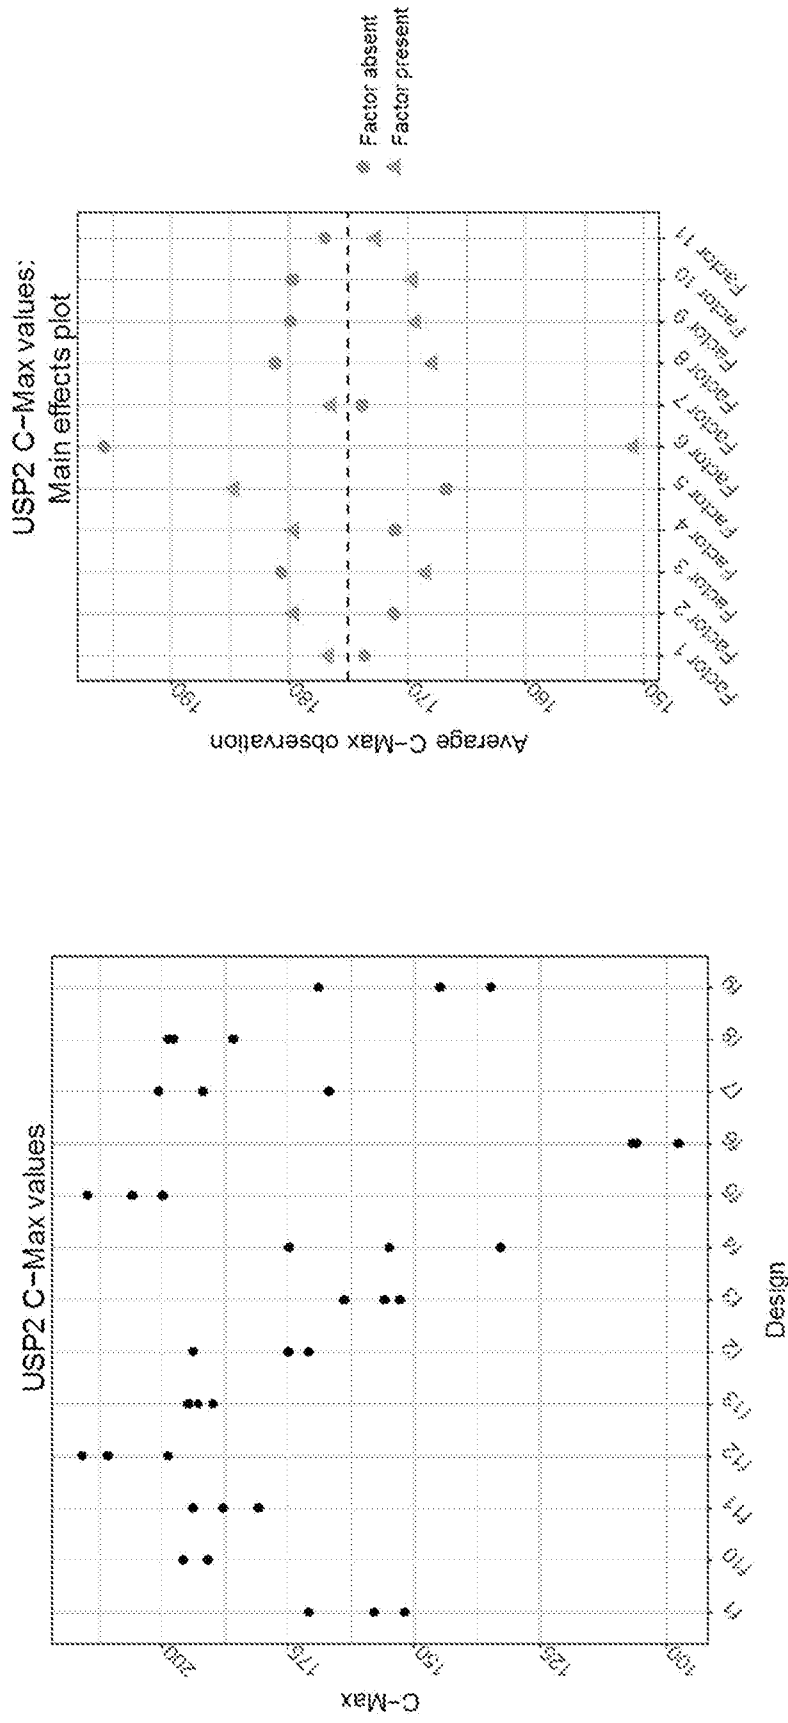 USP2 C-Max values
C-Max
200
175
150
125
100
f1
f10
f11
f12
f13
f2
f3
f4
f5
f6
f7
f8
f9
Design
USP2 C-Max values:
Main effects plot
Average C-Max observation
190
180
170
160
150
Factor 1
Factor 2
Factor 3
Factor 4
Factor 5
Factor 6
Factor 7
Factor 8
Factor 9
Factor 10
Factor 11
Factor absent
Factor present